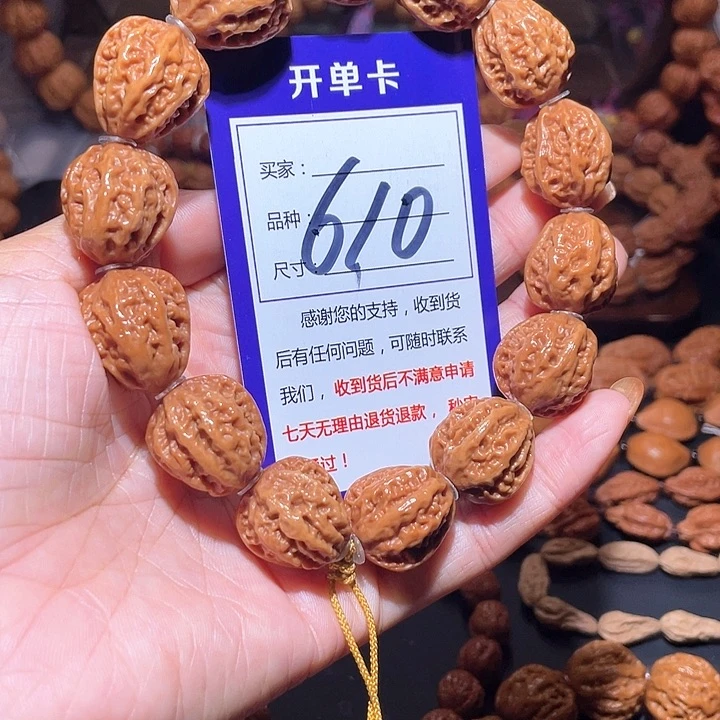 开单卡
买家：
品种：
610
尺寸
感谢您的支持，收到货
后有任何问题，可随时联系
我们，收到货后不满意申请
七天无理由退货退款，秒
过！